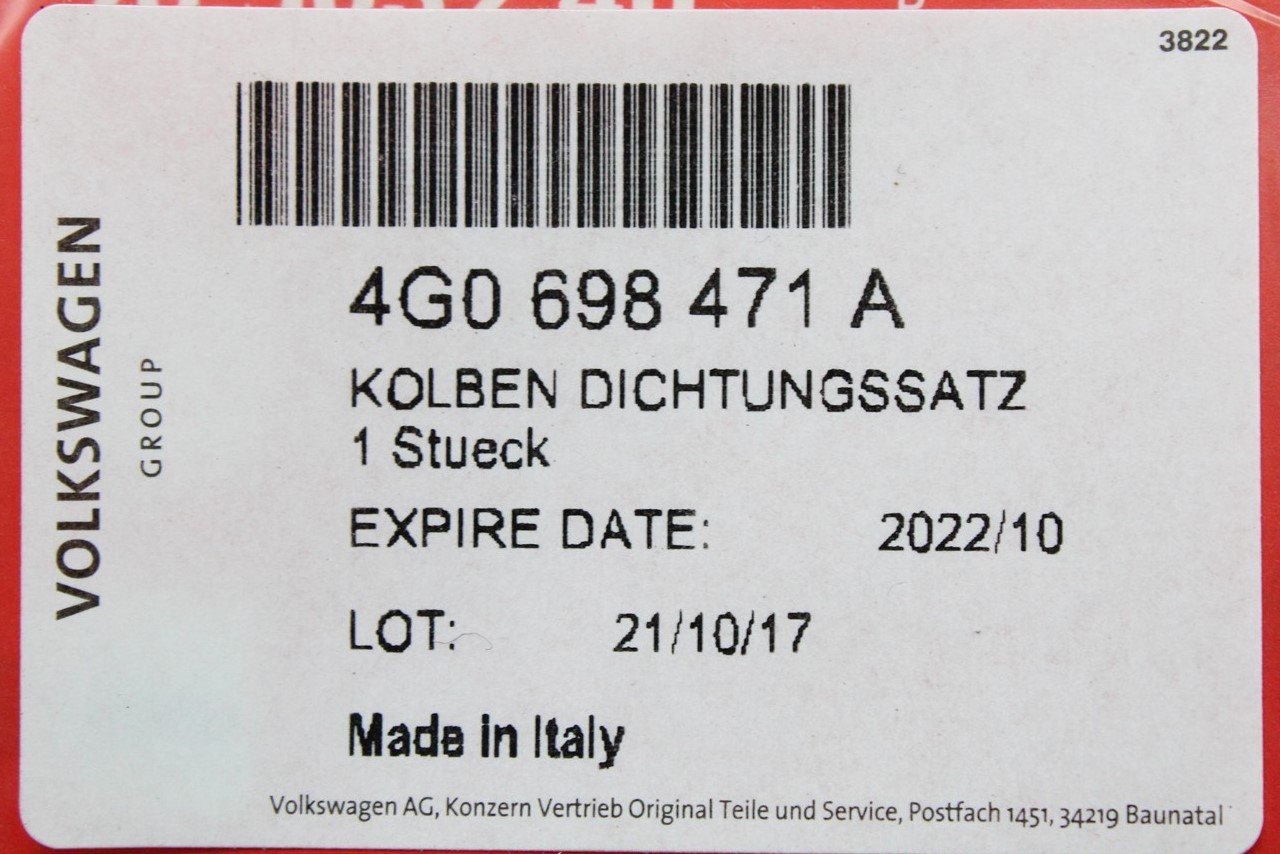 3822
VOLKSWAGEN
GROUP
4G0 698 471 A
KOLBEN DICHTUNGSSATZ
1 Stueck
EXPIRE DATE: 2022/10
LOT: 21/10/17
Made in Italy
Volkswagen AG, Konzern Vertrieb Original Teile und Service, Postfach 1451, 34219 Baunatal